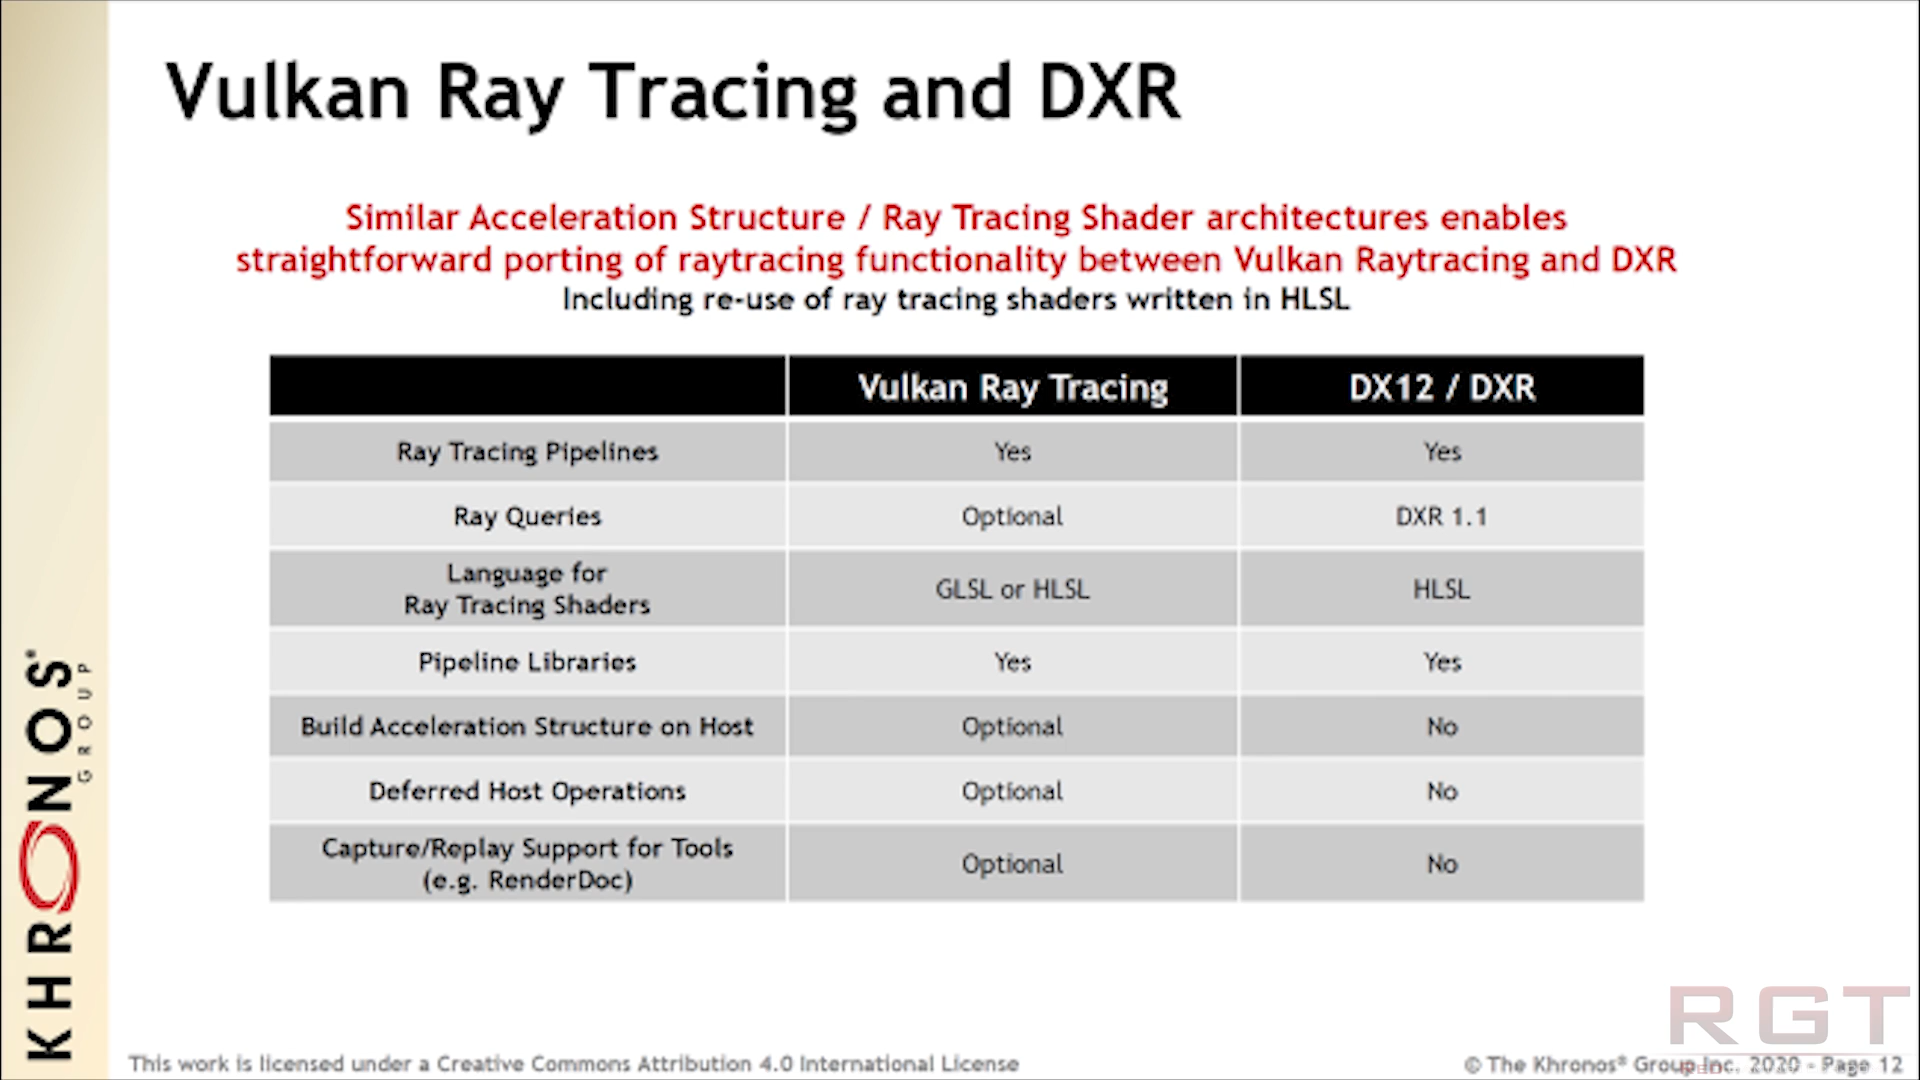 Vulkan Ray Tracing and DXR
Similar Acceleration Structure / Ray Tracing Shader architectures enables
straightforward porting of raytracing functionality between Vulkan Raytracing and DXR
Including re-use of ray tracing shaders written in HLSL
Vulkan Ray Tracing DX12 / DXR
Ray Tracing Pipelines Yes Yes
Ray Queries Optional DXR 1.1
Language for
Ray Tracing Shaders GLSL or HLSL HLSL
Pipeline Libraries Yes Yes
Build Acceleration Structure on Host Optional No
Deferred Host Operations Optional No
Capture/Replay Support for Tools
(e.g. RenderDoc) Optional No
KHRONOS®
GROUP
RGT
This work is licensed under a Creative Commons Attribution 4.0 International License
© The Khronos® Group Inc. 2020 - Page 12